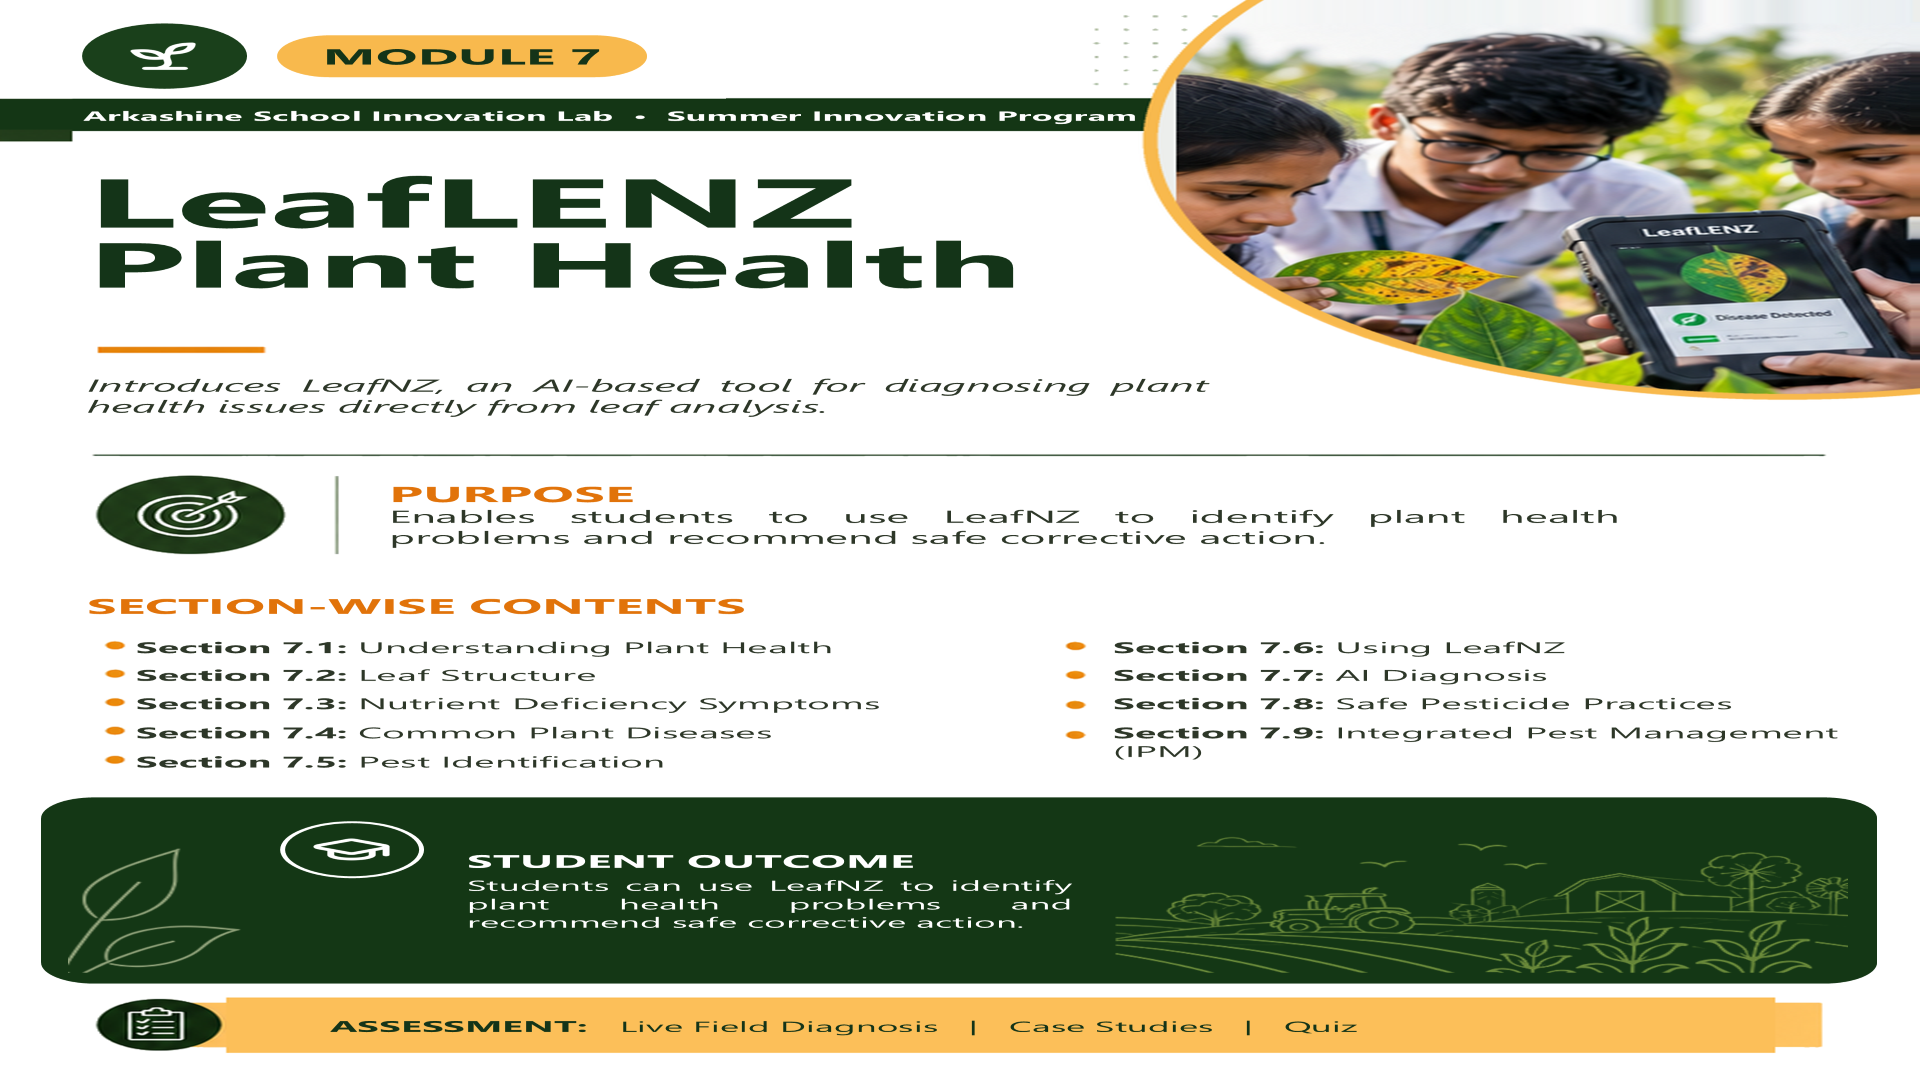 MODULE 7
Arkashine School Innovation Lab • Summer Innovation Program
LeafLENZ
Plant Health
LeafLENZ
Disease Detected
Introduces LeafNZ, an AI-based tool for diagnosing plant
health issues directly from leaf analysis.
PURPOSE
Enables students to use LeafNZ to identify plant health
problems and recommend safe corrective action.
SECTION-WISE CONTENTS
Section 7.1: Understanding Plant Health
Section 7.2: Leaf Structure
Section 7.3: Nutrient Deficiency Symptoms
Section 7.4: Common Plant Diseases
Section 7.5: Pest Identification
Section 7.6: Using LeafNZ
Section 7.7: AI Diagnosis
Section 7.8: Safe Pesticide Practices
Section 7.9: Integrated Pest Management
(IPM)
STUDENT OUTCOME
Students can use LeafNZ to identify
plant health problems and
recommend safe corrective action.
ASSESSMENT: Live Field Diagnosis | Case Studies | Quiz